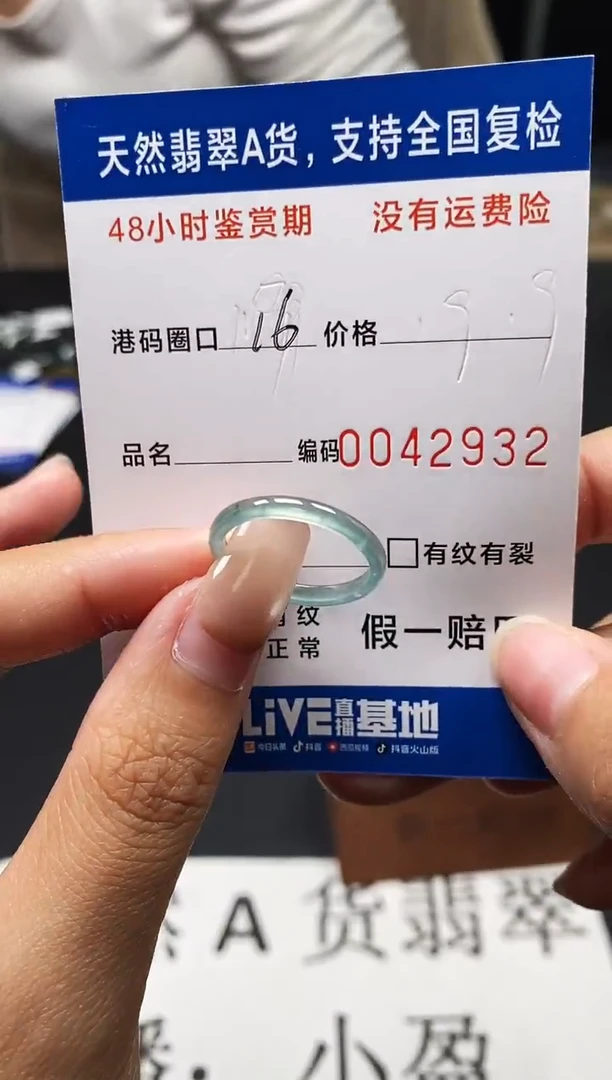 天然翡翠A货，支持全国复检
48小时鉴赏期 没有运费险
港码圈口 16 价格
品名 编码0042932
有纹有裂
纹
正常 假一赔
LiVE直播基地
今日头条 抖音 西瓜视频 抖音火山版
A 货翡翠
小盈